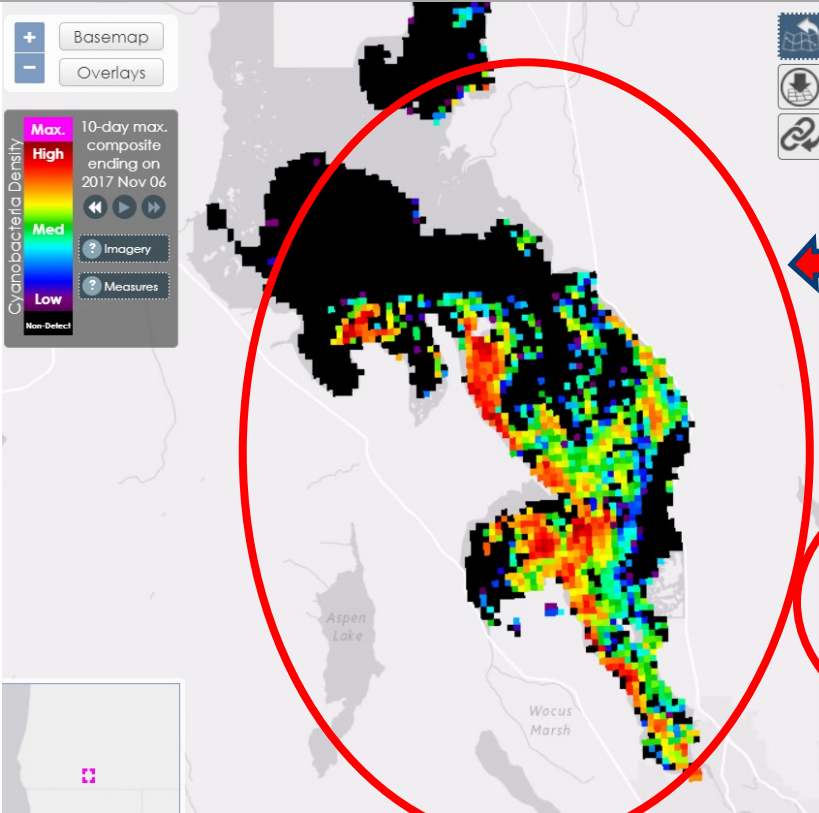 +
Basemap
−
Overlays
Cyanobacteria Density
Max.
High
Med
Low
Non-Detect
10-day max.
composite
ending on
2017 Nov 06
? Imagery
? Measures
Aspen
Lake
Wocus
Marsh